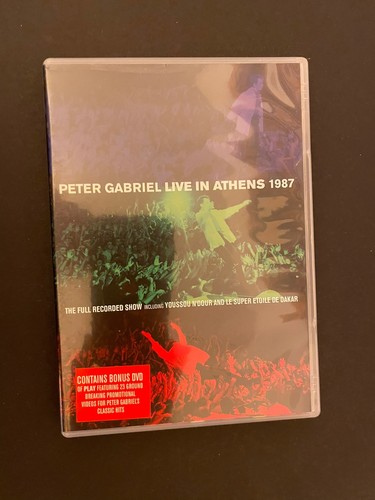 PETER GABRIEL LIVE IN ATHENS 1987
THE FULL RECORDED SHOW INCLUDING YOUSSOU N'DOUR AND LE SUPER ETOILE DE DAKAR
CONTAINS BONUS DVD
OF PLAY FEATURING 23 GROUND
BREAKING PROMOTIONAL
VIDEOS FOR PETER GABRIEL'S
CLASSIC HITS